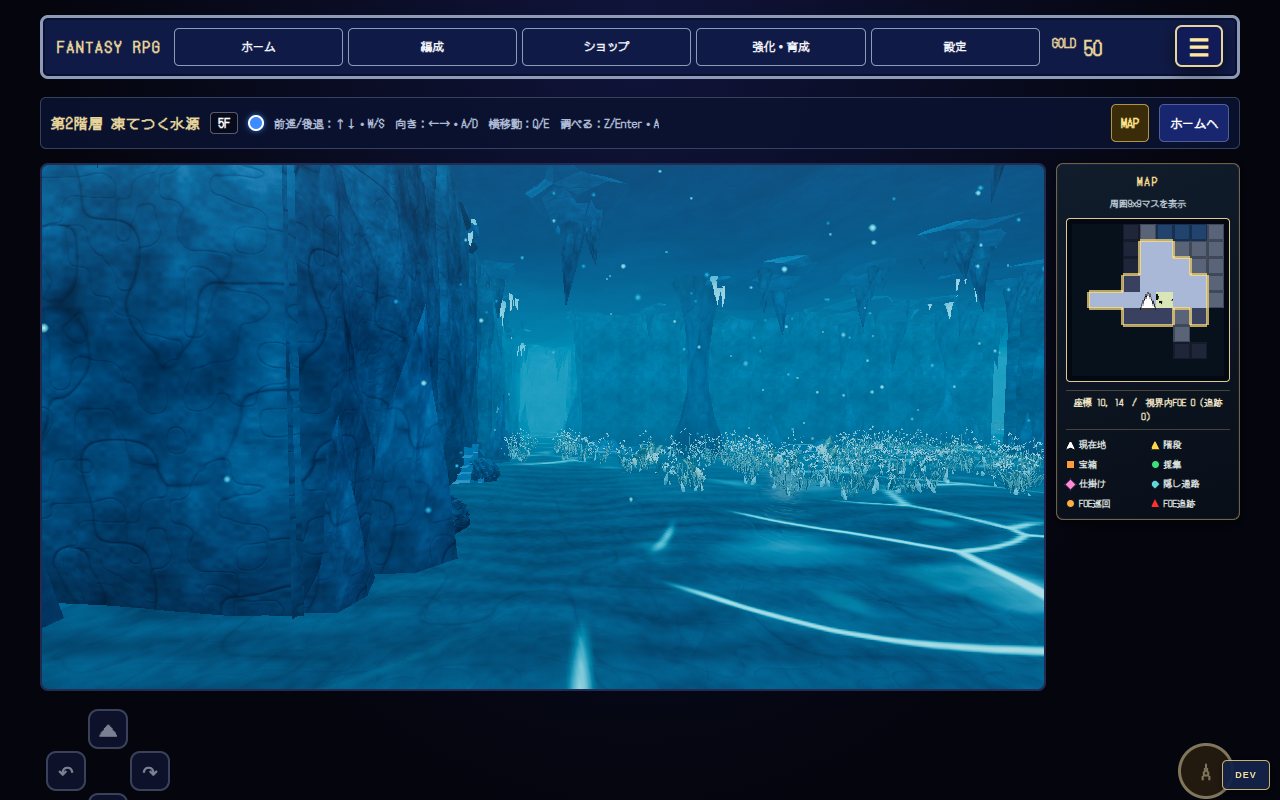 FANTASY RPG
ホーム
編成
ショップ
強化・育成
設定
GOLD 50
第2階層 凍てつく水源
5F
前進/後退：↑↓・W/S 向き：←→・A/D 横移動：Q/E 調べる：Z/Enter・A
MAP
ホームへ
MAP
周囲9x9マスを表示
座標 10, 14 / 視界内FOE 0（追跡
0）
現在地
階段
宝箱
採集
仕掛け
隠し通路
FOE巡回
FOE追跡
A
DEV